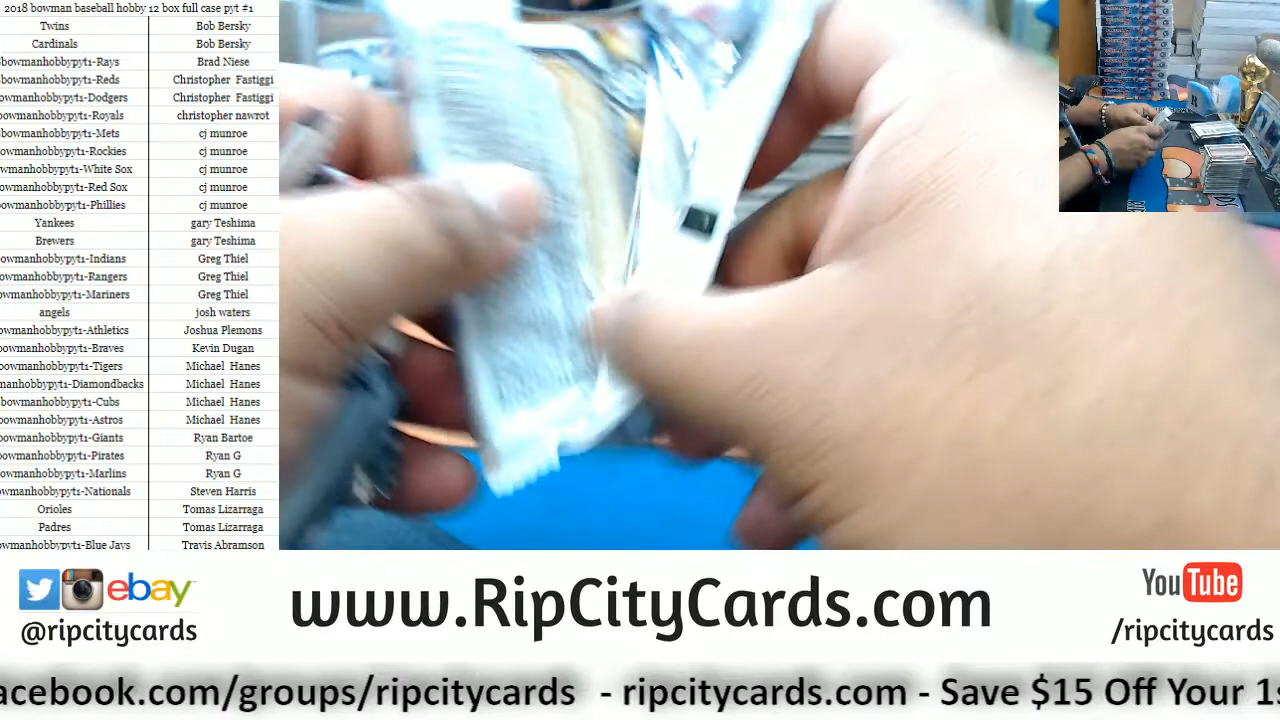 2018 bowman baseball hobby 12 box full case pyt #1
Twins Bob Bersky
Cardinals Bob Bersky
bowmanhobbypyt1-Rays Brad Niese
bowmanhobbypyt1-Reds Christopher Fastiggi
owmanhobbypyt1-Dodgers Christopher Fastiggi
owmanhobbypyt1-Royals christopher nawrot
bowmanhobbypyt1-Mets cj munroe
owmanhobbypyt1-Rockies cj munroe
wmanhobbypyt1-White Sox cj munroe
wmanhobbypyt1-Red Sox cj munroe
owmanhobbypyt1-Phillies cj munroe
Yankees gary Teshima
Brewers gary Teshima
owmanhobbypyt1-Indians Greg Thiel
owmanhobbypyt1-Rangers Greg Thiel
owmanhobbypyt1-Mariners Greg Thiel
angels josh waters
owmanhobbypyt1-Athletics Joshua Plemons
owmanhobbypyt1-Braves Kevin Dugan
owmanhobbypyt1-Tigers Michael Hanes
manhobbypyt1-Diamondbacks Michael Hanes
bowmanhobbypyt1-Cubs Michael Hanes
owmanhobbypyt1-Astros Michael Hanes
owmanhobbypyt1-Giants Ryan Bartoe
owmanhobbypyt1-Pirates Ryan G
owmanhobbypyt1-Marlins Ryan G
owmanhobbypyt1-Nationals Steven Harris
Orioles Tomas Lizarraga
Padres Tomas Lizarraga
owmanhobbypyt1-Blue Jays Travis Abramson
ebay
@ripcitycards
www.RipCityCards.com
YouTube
/ripcitycards
acebook.com/groups/ripcitycards - ripcitycards.com - Save $15 Off Your 1s